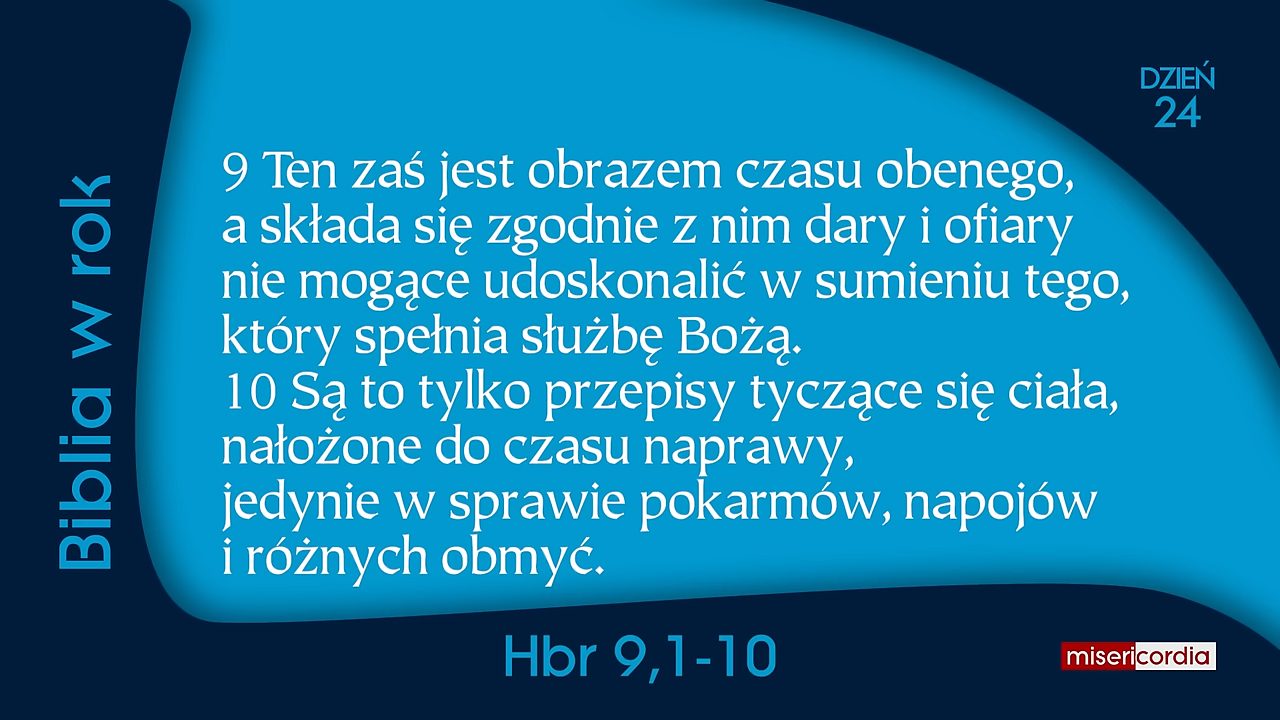 DZIEŃ
24
Biblia w rok
9 Ten zaś jest obrazem czasu obenego,
a składa się zgodnie z nim dary i ofiary
nie mogące udoskonalić w sumieniu tego,
który spełnia służbę Bożą.
10 Są to tylko przepisy tyczące się ciała,
nałożone do czasu naprawy,
jedynie w sprawie pokarmów, napojów
i różnych obmyć.
Hbr 9,1-10
misericordia